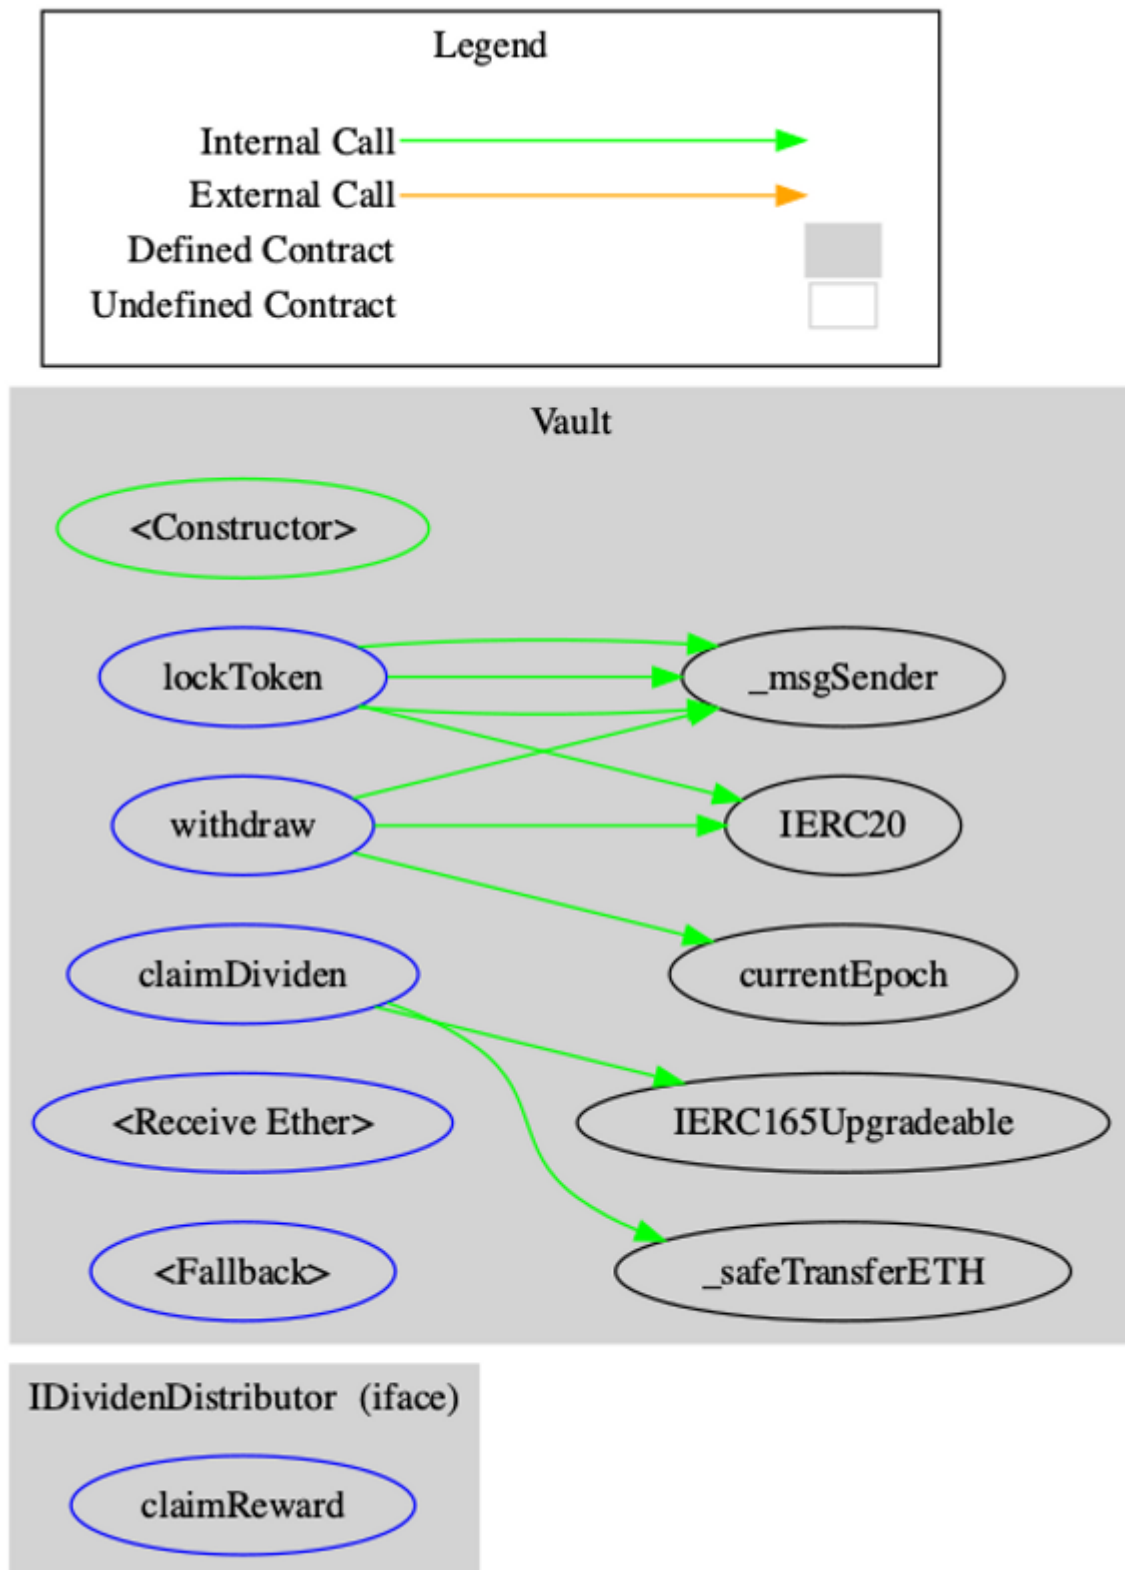 Legend
Internal Call
External Call
Defined Contract
Undefined Contract
Vault
<Constructor>
lockToken
_msgSender
withdraw
IERC20
claimDividen
currentEpoch
<Receive Ether>
IERC165Upgradeable
<Fallback>
_safeTransferETH
IDividenDistributor (iface)
claimReward